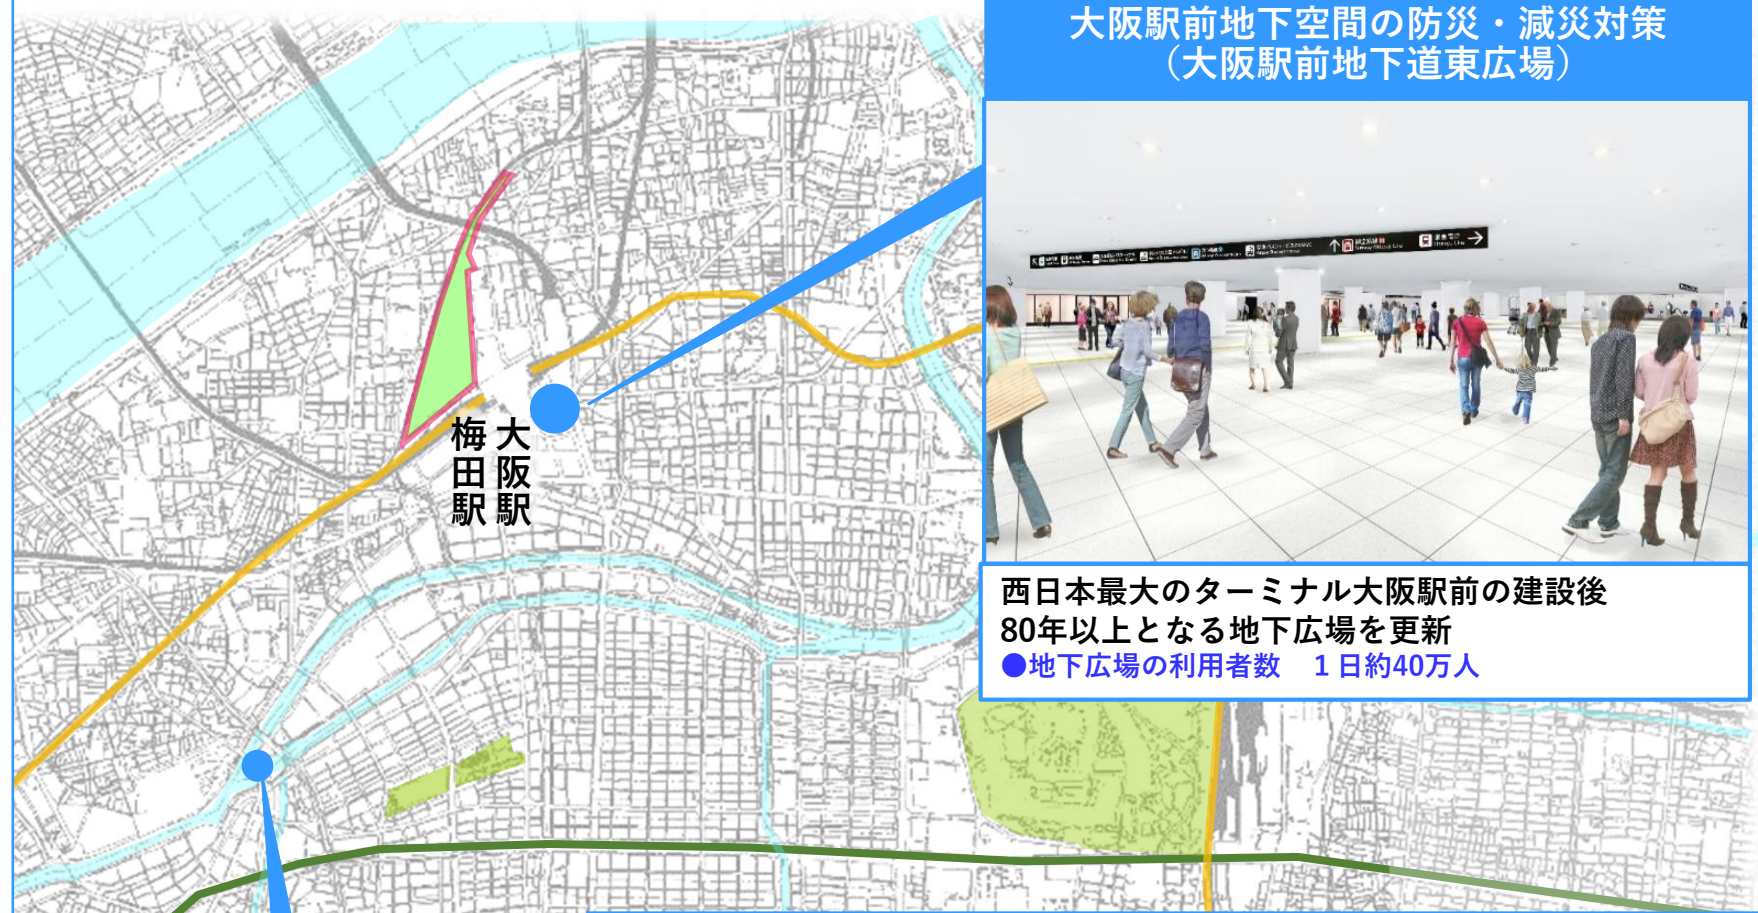 大阪駅前地下空間の防災・減災対策
（大阪駅前地下道東広場）
大阪駅
梅田駅
西日本最大のターミナル大阪駅前の建設後
80年以上となる地下広場を更新
●地下広場の利用者数　１日約40万人